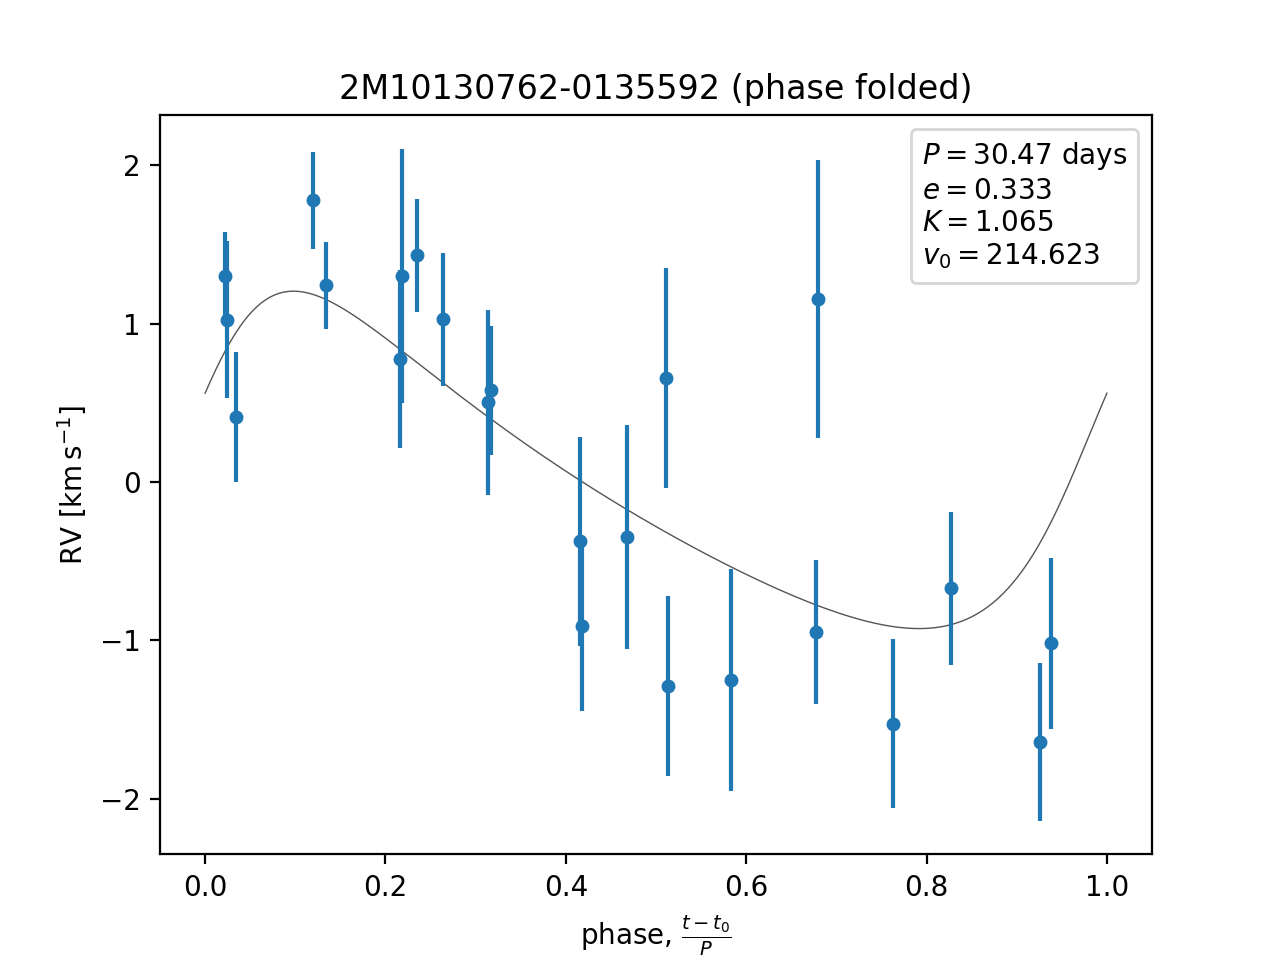 2M10130762-0135592 (phase folded)
P = 30.47 days
e = 0.333
K = 1.065
v₀ = 214.623
RV [km s⁻¹]
2
1
0
−1
−2
0.0 0.2 0.4 0.6 0.8 1.0
phase, (t − t₀)/P